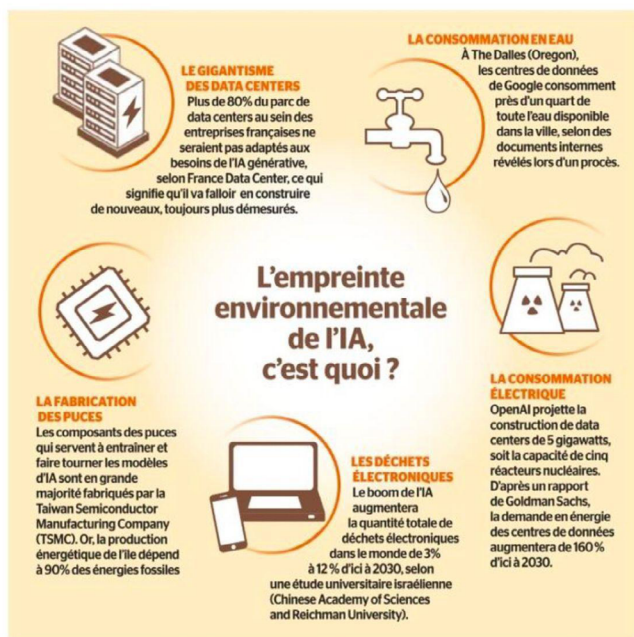 LE GIGANTISME
DES DATA CENTERS
Plus de 80% du parc de
data centers au sein des
entreprises françaises ne
seraient pas adaptés aux
besoins de l'IA générative,
selon France Data Center, ce qui
signifie qu'il va falloir en construire
de nouveaux, toujours plus démesurés.
LA CONSOMMATION EN EAU
À The Dalles (Oregon),
les centres de données
de Google consomment
près d'un quart de
toute l'eau disponible
dans la ville, selon des
documents internes
révélés lors d'un procès.
L'empreinte
environnementale
de l'IA,
c'est quoi ?
LA FABRICATION
DES PUCES
Les composants des puces
qui servent à entraîner et
faire tourner les modèles
d'IA sont en grande
majorité fabriqués par la
Taiwan Semiconductor
Manufacturing Company
(TSMC). Or, la production
énergétique de l'île dépend
à 90% des énergies fossiles
LES DÉCHETS
ÉLECTRONIQUES
Le boom de l'IA
augmentera
la quantité totale de
déchets électroniques
dans le monde de 3%
à 12 % d'ici à 2030, selon
une étude universitaire israélienne
(Chinese Academy of Sciences
and Reichman University).
LA CONSOMMATION
ÉLECTRIQUE
OpenAI projette la
construction de data
centers de 5 gigawatts,
soit la capacité de cinq
réacteurs nucléaires.
D'après un rapport
de Goldman Sachs,
la demande en énergie
des centres de données
augmentera de 160 %
d'ici à 2030.